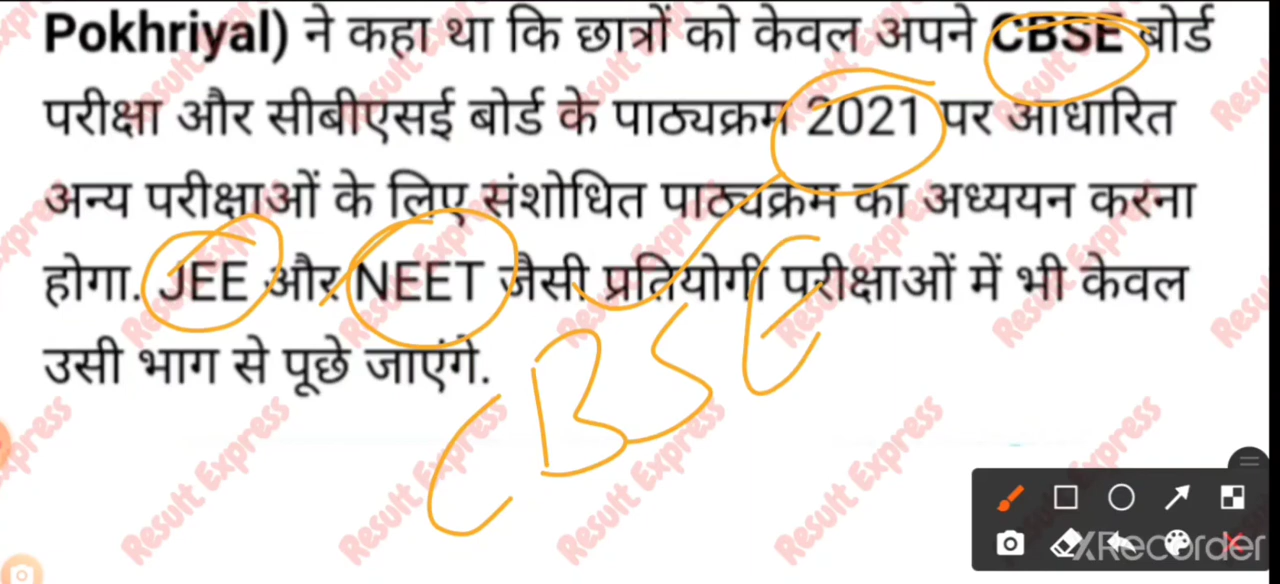 Pokhriyal) ने कहा था कि छात्रों को केवल अपने CBSE बोर्ड
परीक्षा और सीबीएसई बोर्ड के पाठ्यक्रम 2021 पर आधारित
अन्य परीक्षाओं के लिए संशोधित पाठ्यक्रम का अध्ययन करना
होगा. JEE और NEET जैसी प्रतियोगी परीक्षाओं में भी केवल
उसी भाग से पूछे जाएंगे.
CBSE
Result Express
XRecorder